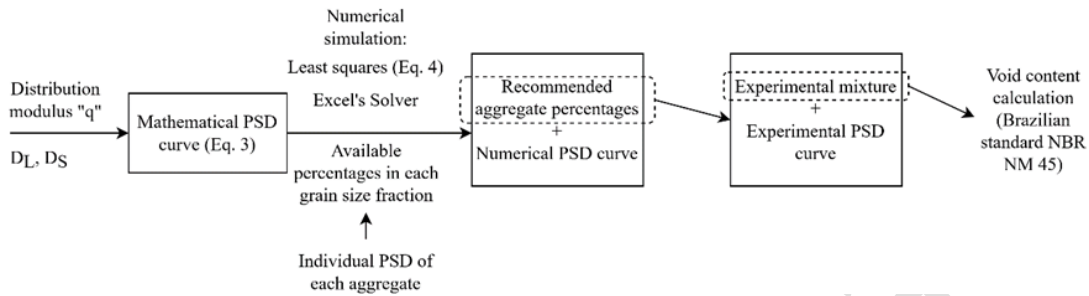 Distribution
modulus "q"
DL, DS
Mathematical PSD
curve (Eq. 3)
Numerical
simulation:
Least squares (Eq. 4)
Excel's Solver
Available
percentages in each
grain size fraction
Individual PSD of
each aggregate
Recommended
aggregate percentages
+
Numerical PSD curve
Experimental mixture
+
Experimental PSD
curve
Void content
calculation
(Brazilian
standard NBR
NM 45)